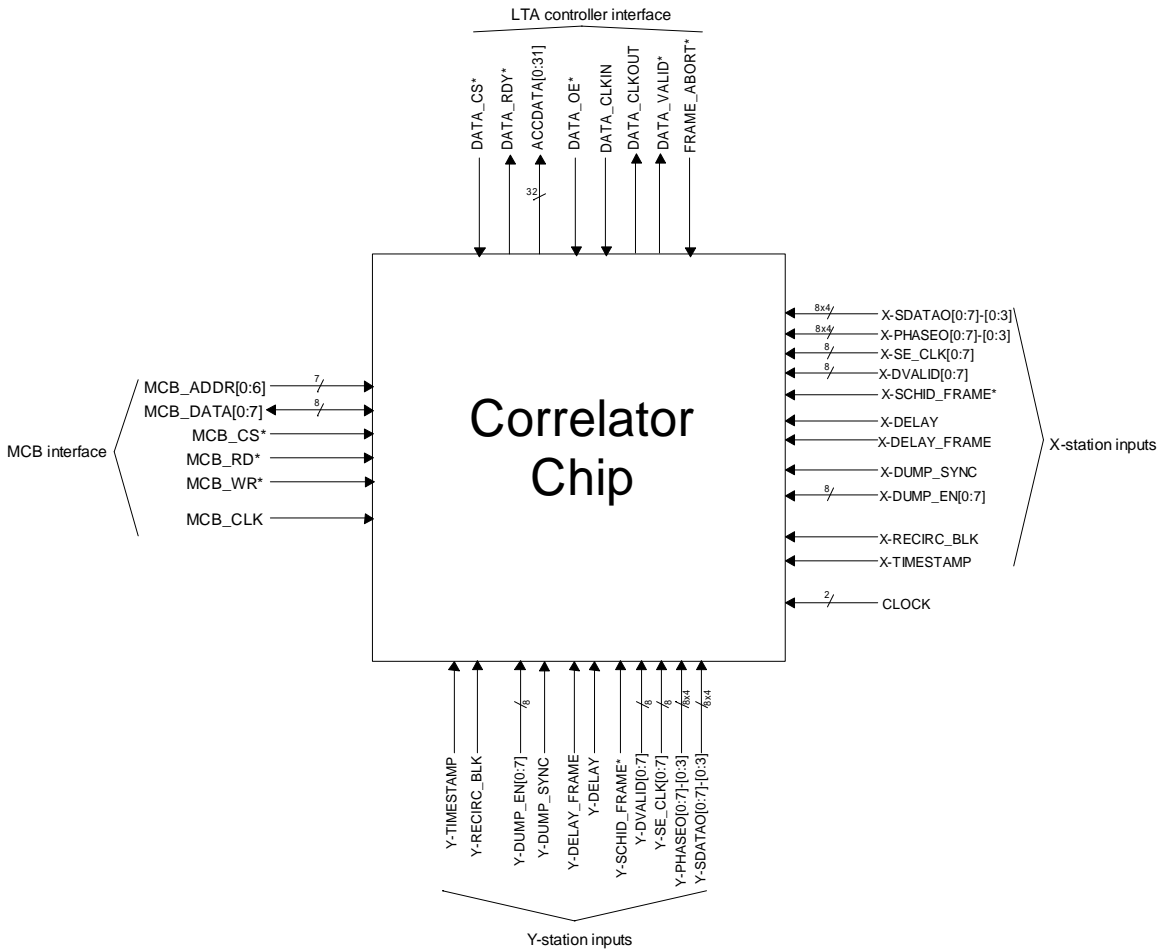 LTA controller interface
DATA_CS*
DATA_RDY*
ACCDATA[0:31]
DATA_OE*
DATA_CLKIN
DATA_CLKOUT
DATA_VALID*
FRAME_ABORT*
32
Correlator
Chip
MCB interface
MCB_ADDR[0:6]
7
MCB_DATA[0:7]
8
MCB_CS*
MCB_RD*
MCB_WR*
MCB_CLK
8x4
X-SDATAO[0:7]-[0:3]
8x4
X-PHASEO[0:7]-[0:3]
8
X-SE_CLK[0:7]
8
X-DVALID[0:7]
X-SCHID_FRAME*
X-DELAY
X-DELAY_FRAME
X-DUMP_SYNC
8
X-DUMP_EN[0:7]
X-RECIRC_BLK
X-TIMESTAMP
2
CLOCK
X-station inputs
8
8
8
8x4
8x4
Y-TIMESTAMP
Y-RECIRC_BLK
Y-DUMP_EN[0:7]
Y-DUMP_SYNC
Y-DELAY_FRAME
Y-DELAY
Y-SCHID_FRAME*
Y-DVALID[0:7]
Y-SE_CLK[0:7]
Y-PHASEO[0:7]-[0:3]
Y-SDATAO[0:7]-[0:3]
Y-station inputs